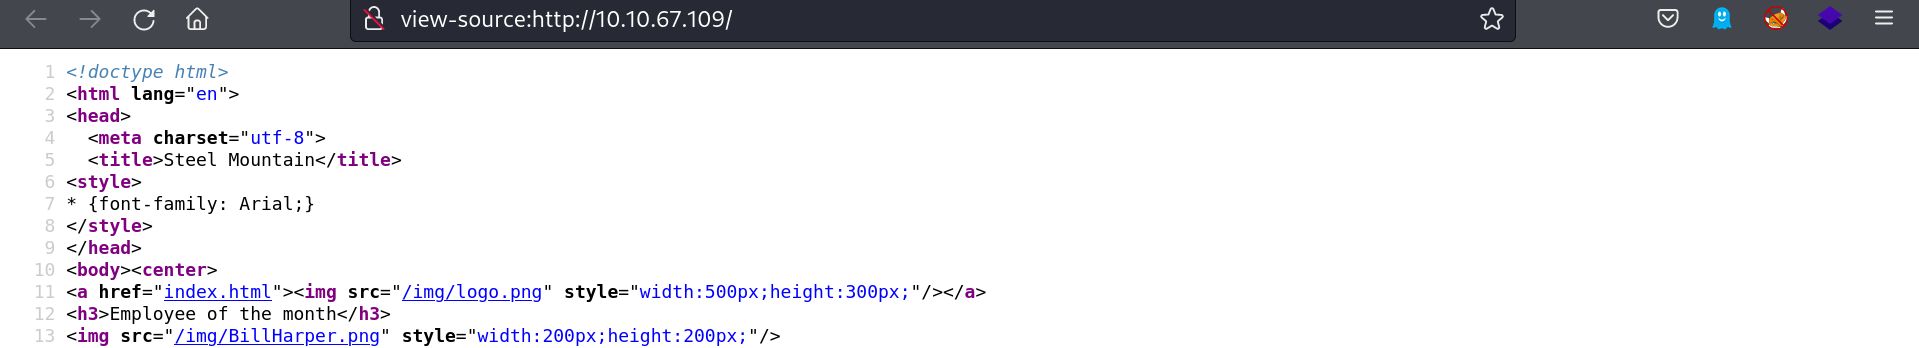 view-source:http://10.10.67.109/
1 <!doctype html>
2 <html lang="en">
3 <head>
4   <meta charset="utf-8">
5   <title>Steel Mountain</title>
6 <style>
7 * {font-family: Arial;}
8 </style>
9 </head>
10 <body><center>
11 <a href="index.html"><img src="/img/logo.png" style="width:500px;height:300px;"/></a>
12 <h3>Employee of the month</h3>
13 <img src="/img/BillHarper.png" style="width:200px;height:200px;"/>